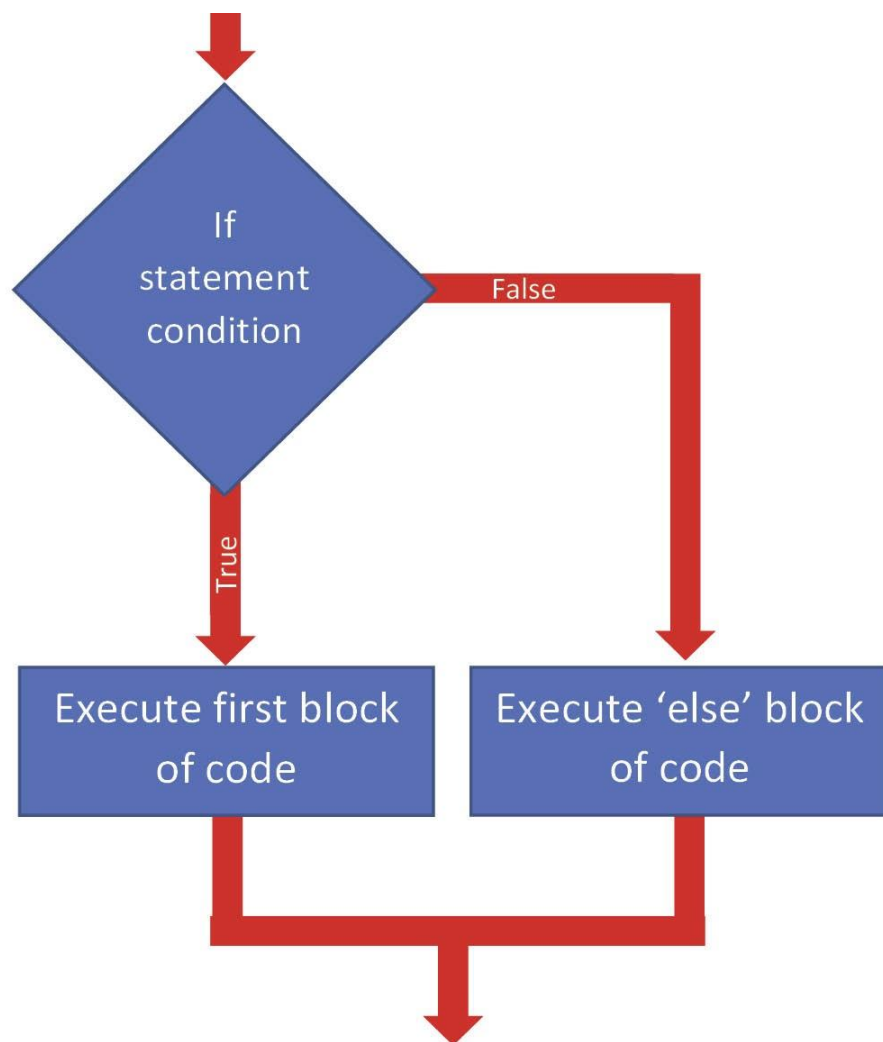 If
statement
condition
False
True
Execute first block
of code
Execute ‘else’ block
of code